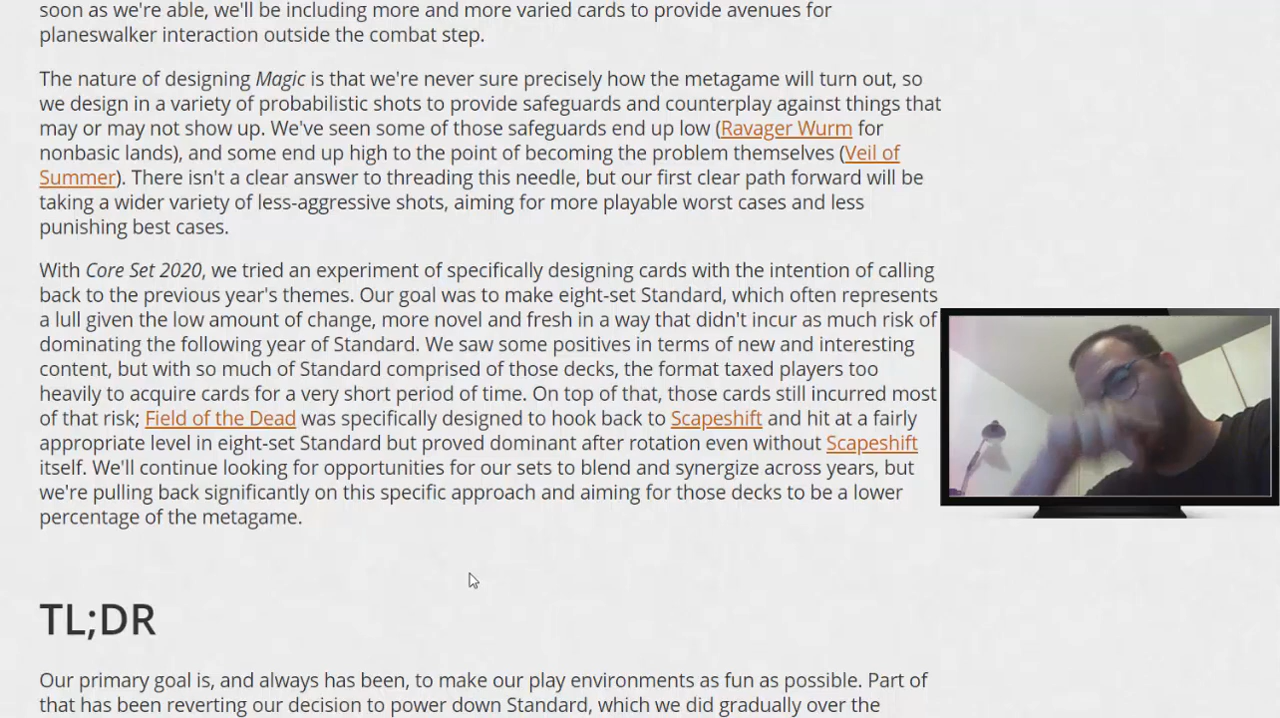 soon as we're able, we'll be including more and more varied cards to provide avenues for
planeswalker interaction outside the combat step.
The nature of designing Magic is that we're never sure precisely how the metagame will turn out, so
we design in a variety of probabilistic shots to provide safeguards and counterplay against things that
may or may not show up. We've seen some of those safeguards end up low (Ravager Wurm for
nonbasic lands), and some end up high to the point of becoming the problem themselves (Veil of
Summer). There isn't a clear answer to threading this needle, but our first clear path forward will be
taking a wider variety of less-aggressive shots, aiming for more playable worst cases and less
punishing best cases.
With Core Set 2020, we tried an experiment of specifically designing cards with the intention of calling
back to the previous year's themes. Our goal was to make eight-set Standard, which often represents
a lull given the low amount of change, more novel and fresh in a way that didn't incur as much risk of
dominating the following year of Standard. We saw some positives in terms of new and interesting
content, but with so much of Standard comprised of those decks, the format taxed players too
heavily to acquire cards for a very short period of time. On top of that, those cards still incurred most
of that risk; Field of the Dead was specifically designed to hook back to Scapeshift and hit at a fairly
appropriate level in eight-set Standard but proved dominant after rotation even without Scapeshift
itself. We'll continue looking for opportunities for our sets to blend and synergize across years, but
we're pulling back significantly on this specific approach and aiming for those decks to be a lower
percentage of the metagame.
TL;DR
Our primary goal is, and always has been, to make our play environments as fun as possible. Part of
that has been reverting our decision to power down Standard, which we did gradually over the